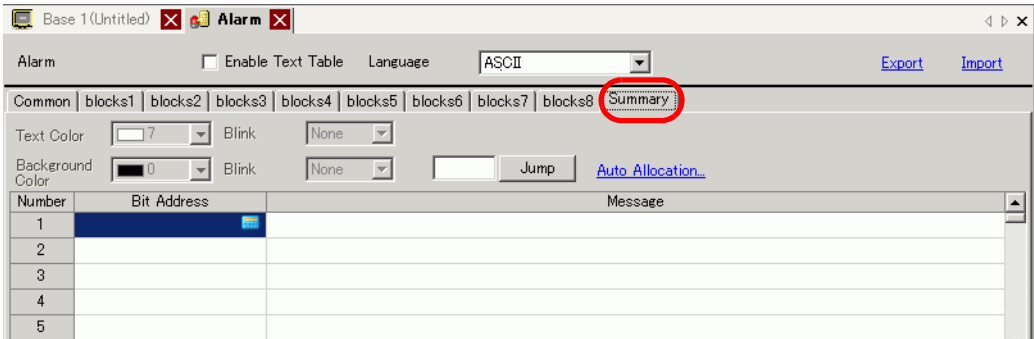 Base 1(Untitled) Alarm
Alarm Enable Text Table Language ASCII Export Import
Common blocks1 blocks2 blocks3 blocks4 blocks5 blocks6 blocks7 blocks8 Summary
Text Color 7 Blink None
Background Color 0 Blink None Jump Auto Allocation...
Number Bit Address Message
1
2
3
4
5